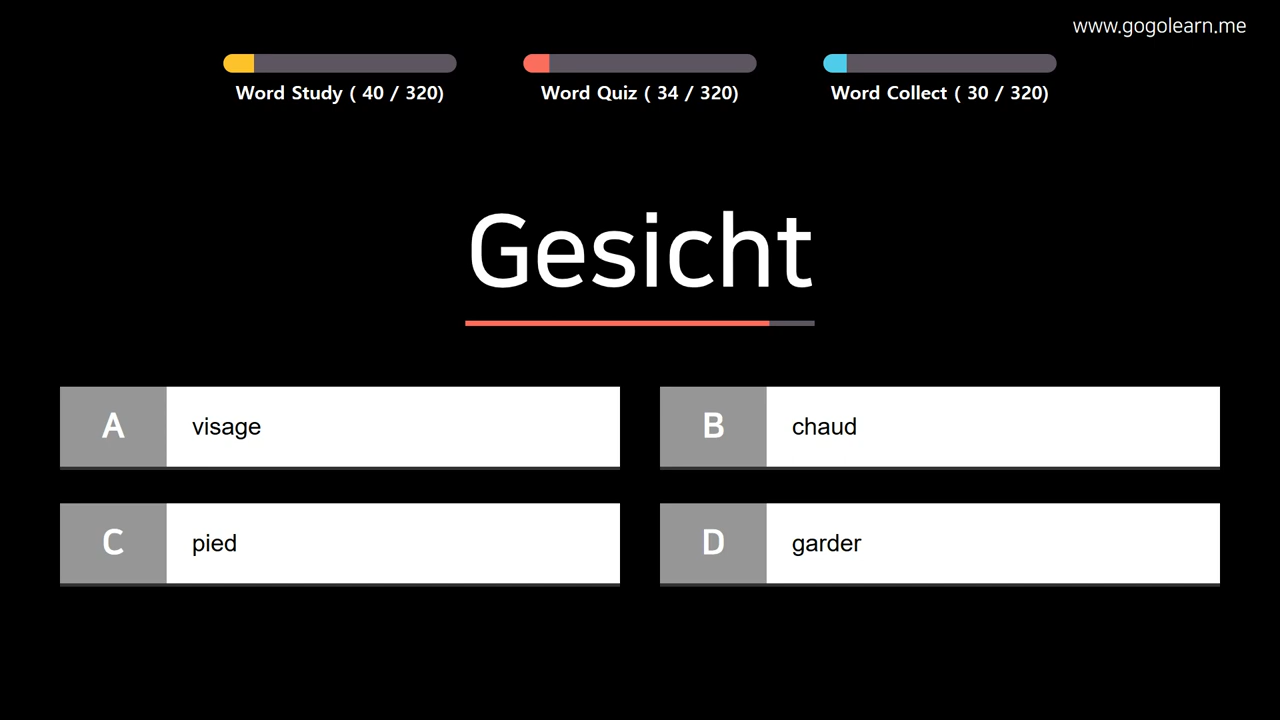 www.gogolearn.me
Word Study ( 40 / 320)
Word Quiz ( 34 / 320)
Word Collect ( 30 / 320)
Gesicht
A visage
B chaud
C pied
D garder